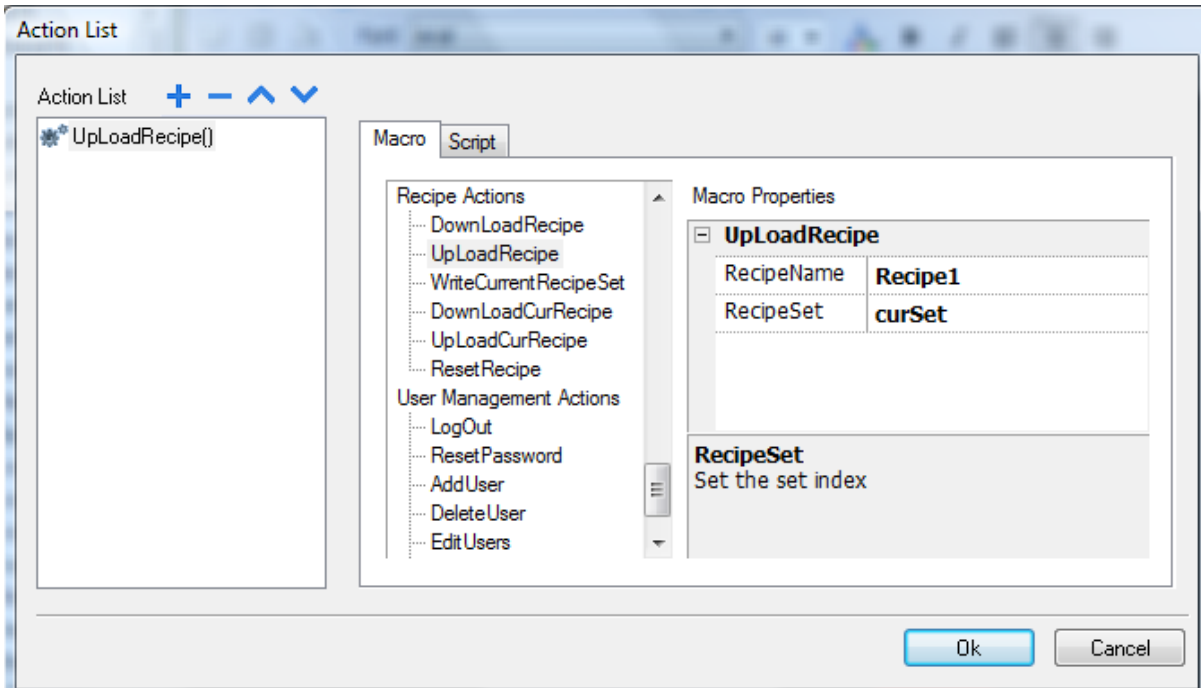 Action List
Action List
UpLoadRecipe()
Macro
Script
Recipe Actions
DownLoadRecipe
UpLoadRecipe
WriteCurrentRecipeSet
DownLoadCurRecipe
UpLoadCurRecipe
ResetRecipe
User Management Actions
LogOut
ResetPassword
AddUser
DeleteUser
EditUsers
Macro Properties
UpLoadRecipe
RecipeName Recipe1
RecipeSet curSet
RecipeSet
Set the set index
Ok
Cancel